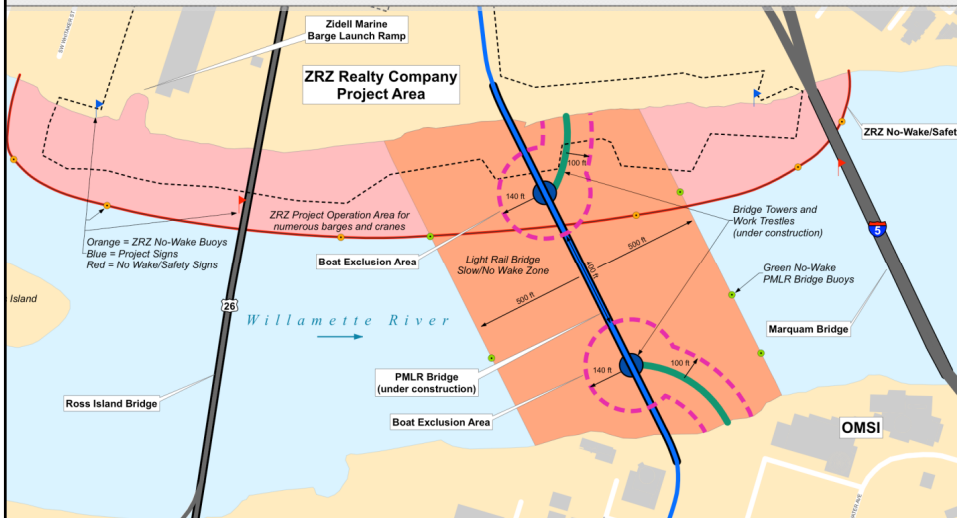 SW WHITAKER ST
Zidell Marine
Barge Launch Ramp
ZRZ Realty Company
Project Area
ZRZ No-Wake/Safet
100 ft
140 ft
Orange = ZRZ No-Wake Buoys
Blue = Project Signs
Red = No Wake/Safety Signs
ZRZ Project Operation Area for
numerous barges and cranes
Bridge Towers and
Work Trestles
(under construction)
5
Boat Exclusion Area
Light Rail Bridge
Slow/No Wake Zone
500 ft
400 ft
500 ft
Green No-Wake
PMLR Bridge Buoys
Island
26
Willamette River
Marquam Bridge
PMLR Bridge
(under construction)
140 ft
100 ft
Ross Island Bridge
Boat Exclusion Area
OMSI